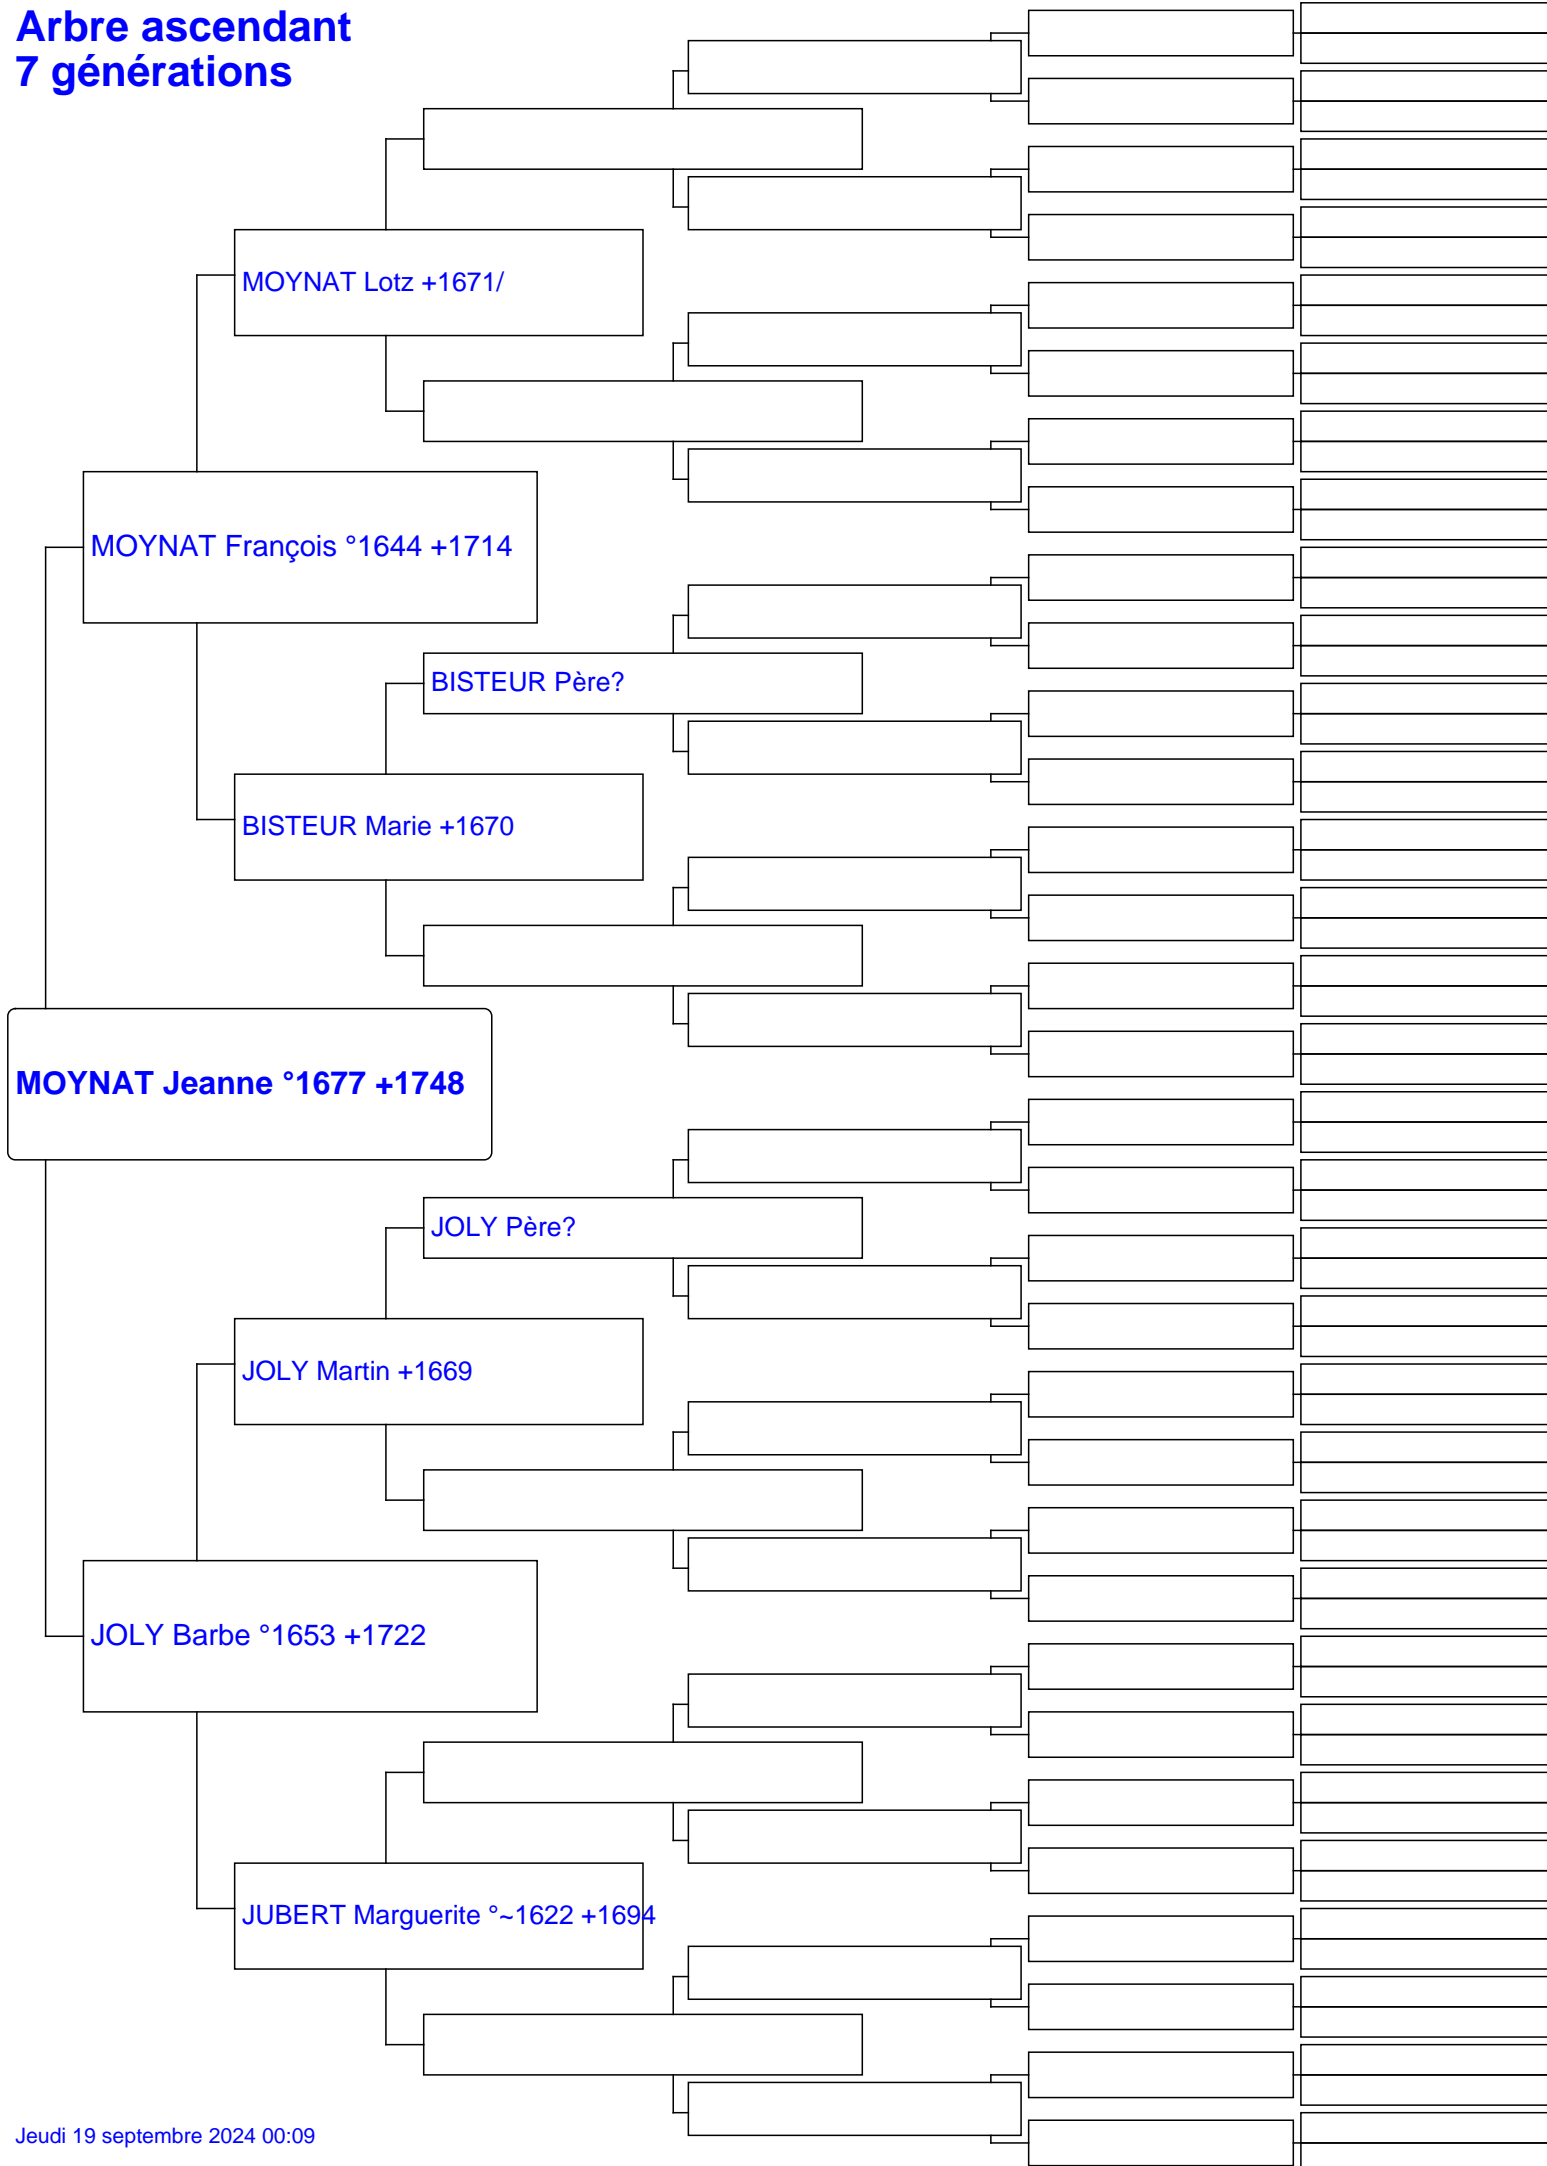 Arbre ascendant
7 générations
MOYNAT Lotz +1671/
MOYNAT François °1644 +1714
BISTEUR Père?
BISTEUR Marie +1670
MOYNAT Jeanne °1677 +1748
JOLY Père?
JOLY Martin +1669
JOLY Barbe °1653 +1722
JUBERT Marguerite °~1622 +1694
Jeudi 19 septembre 2024 00:09